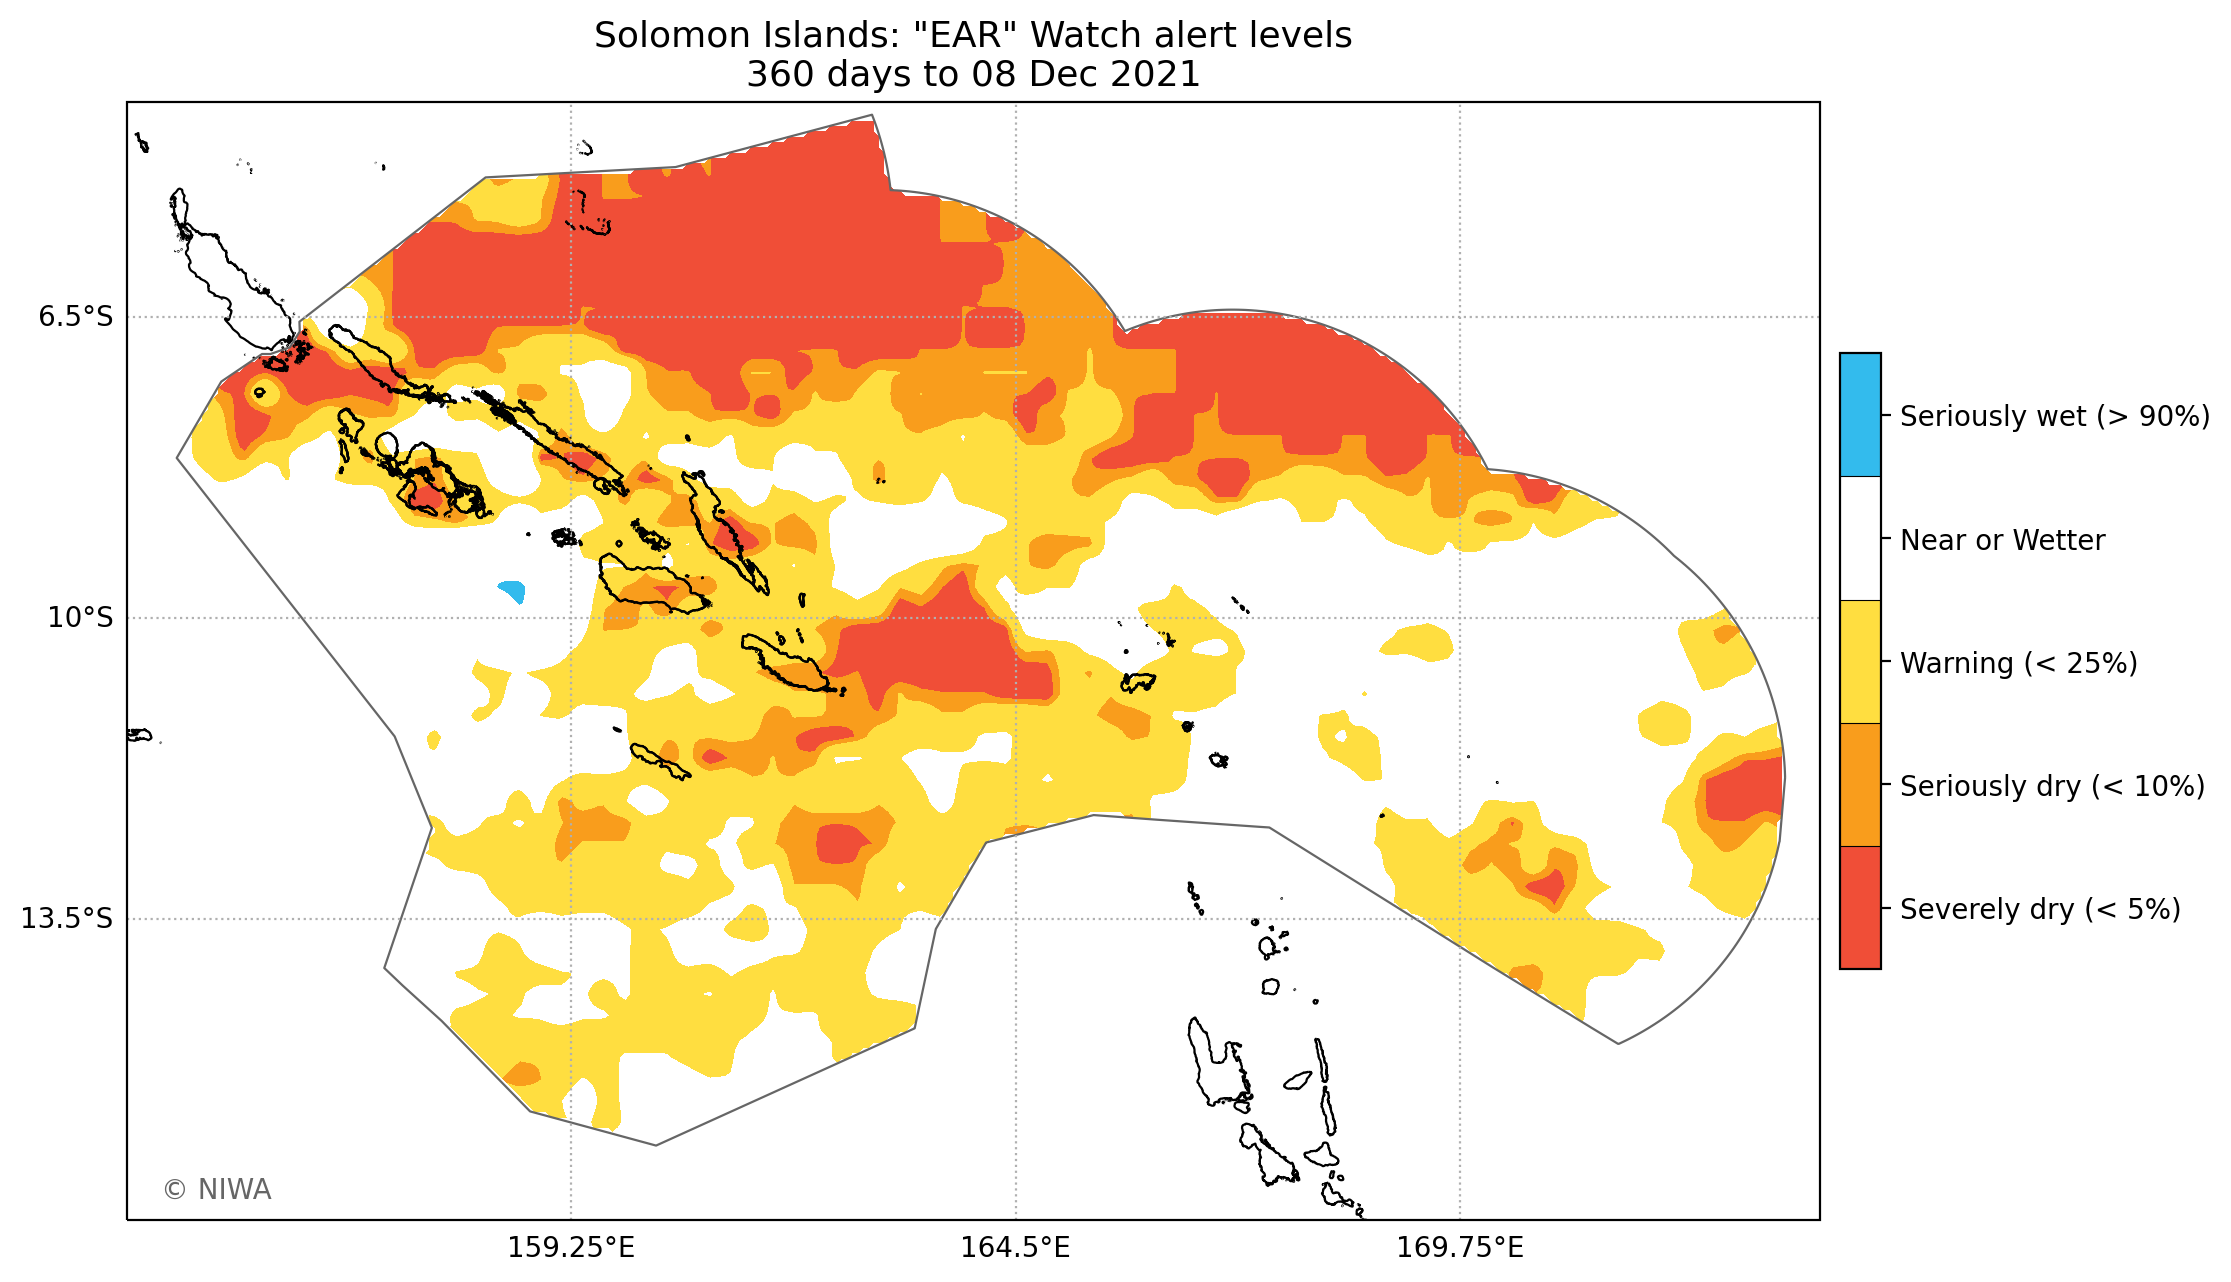 Solomon Islands: "EAR" Watch alert levels
360 days to 08 Dec 2021
6.5°S
10°S
13.5°S
159.25°E
164.5°E
169.75°E
Seriously wet (> 90%)
Near or Wetter
Warning (< 25%)
Seriously dry (< 10%)
Severely dry (< 5%)
© NIWA